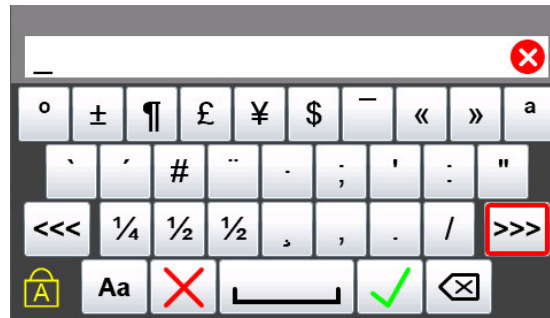 _
º ± ¶ £ ¥ $ ¯ « » ª
` ´ # ¨ · ; ' : "
<<< ¼ ½ ½ ¸ , . / >>>
A Aa